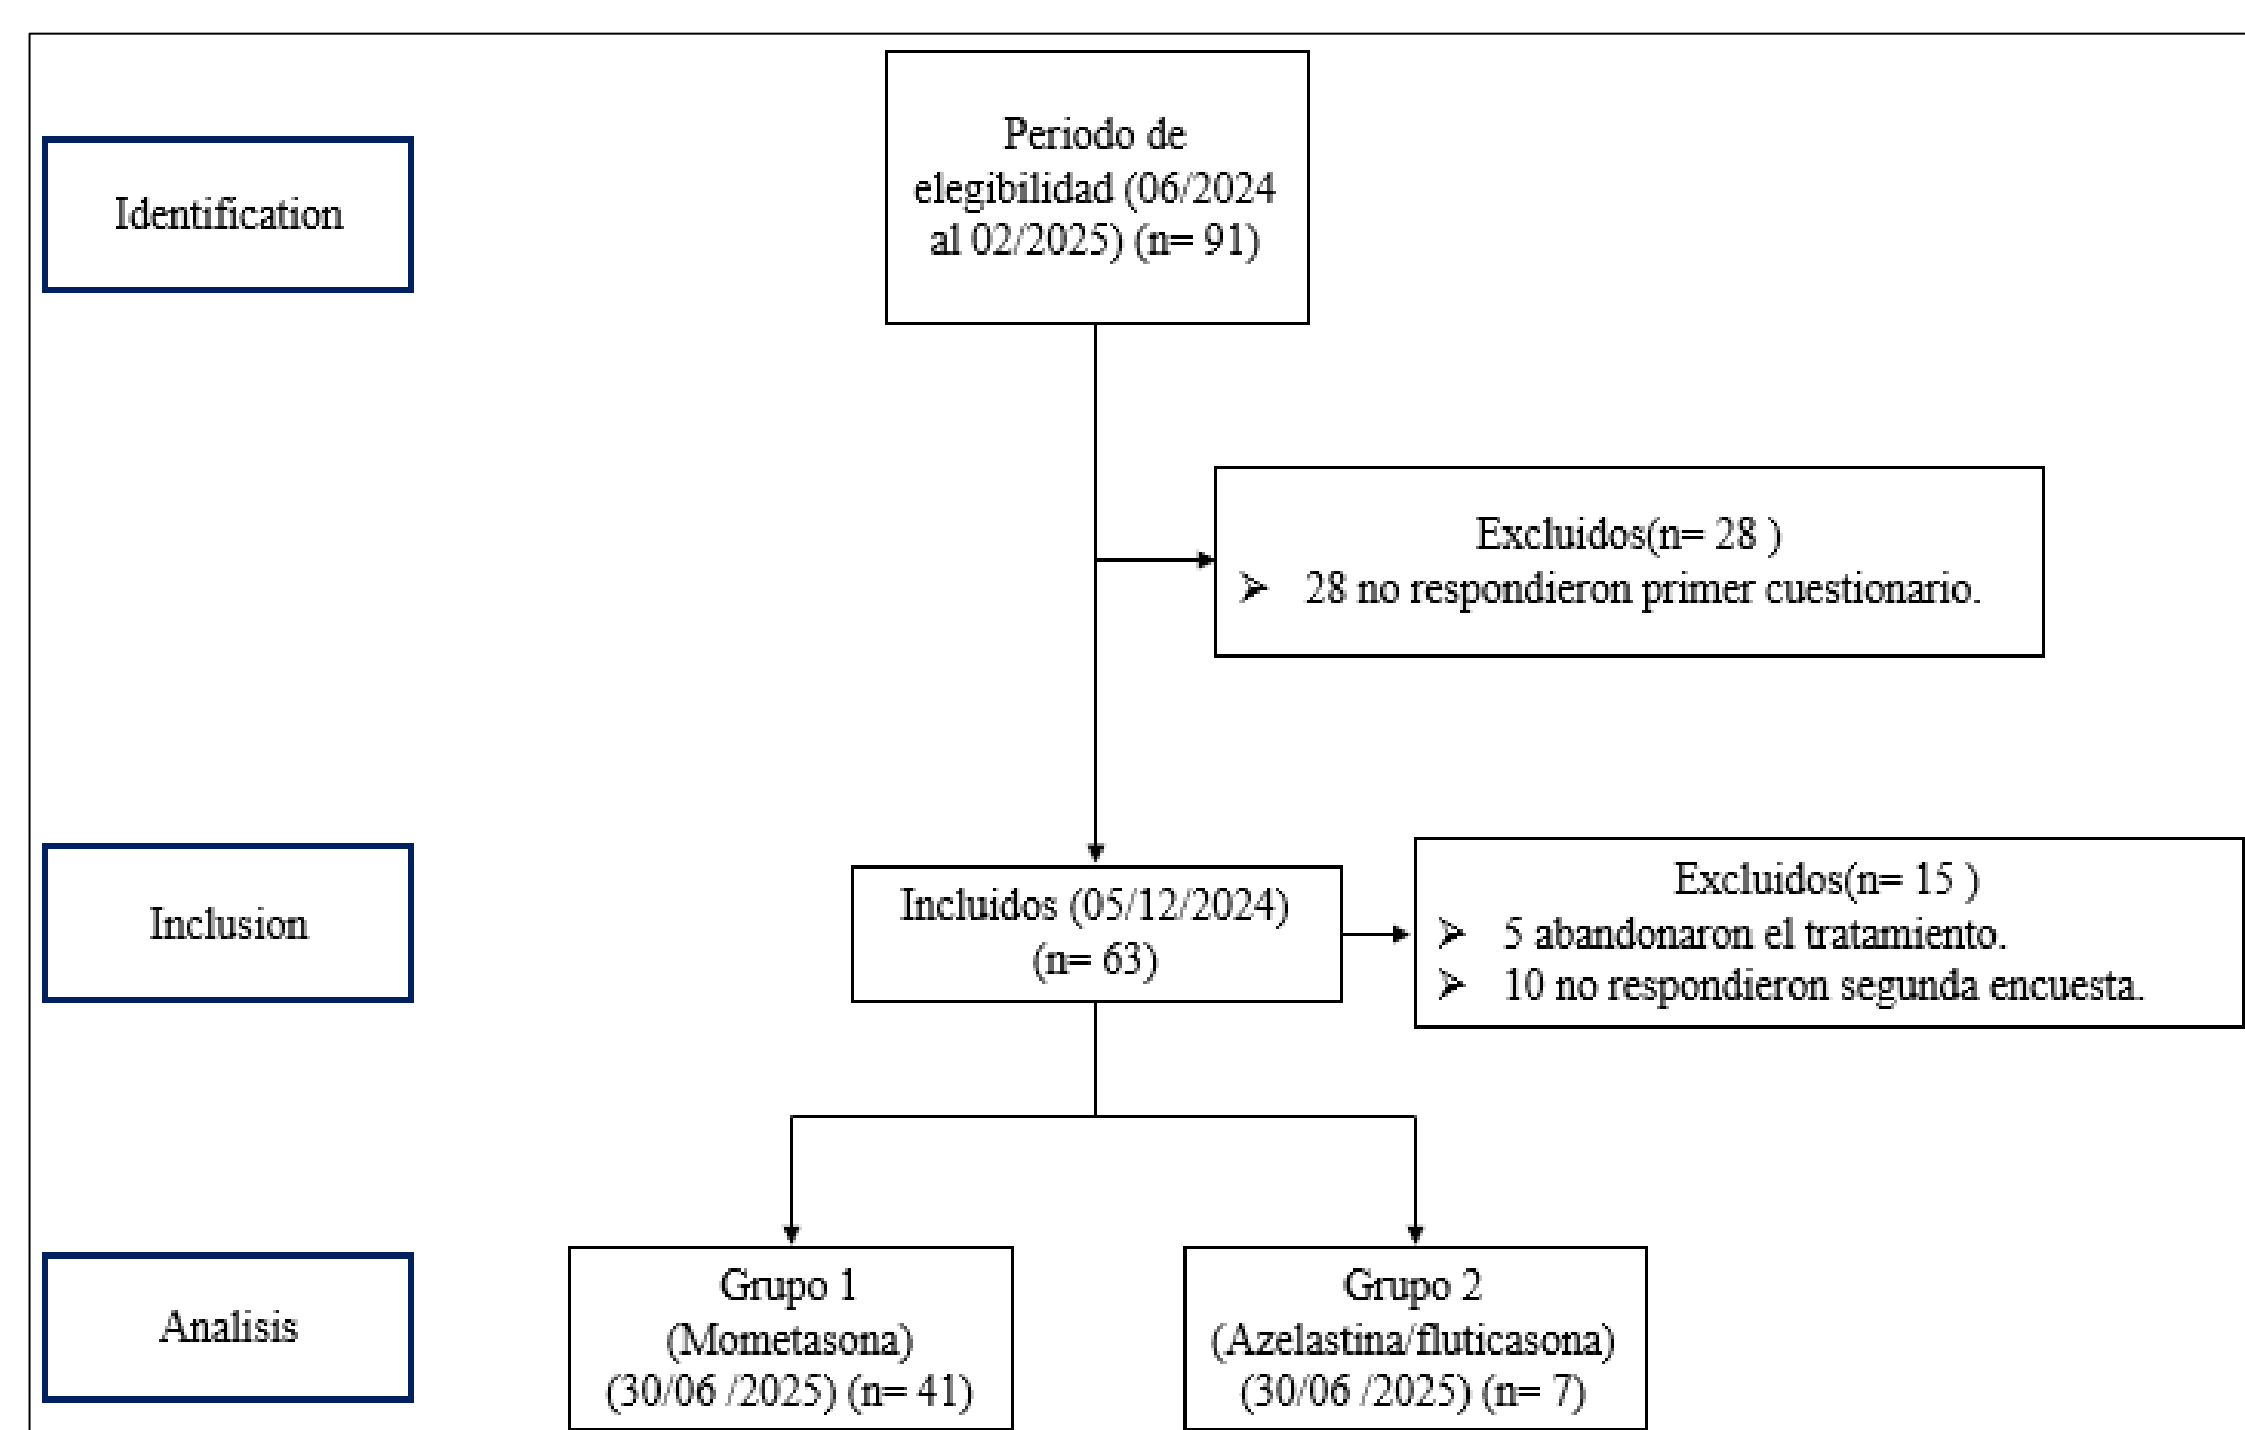 Identification
Periodo de
elegibilidad (06/2024
al 02/2025) (n= 91)
Excluidos(n= 28 )
➢ 28 no respondieron primer cuestionario.
Inclusion
Incluidos (05/12/2024)
(n= 63)
Excluidos(n= 15 )
➢ 5 abandonaron el tratamiento.
➢ 10 no respondieron segunda encuesta.
Analisis
Grupo 1
(Mometasona)
(30/06 /2025) (n= 41)
Grupo 2
(Azelastina/fluticasona)
(30/06 /2025) (n= 7)